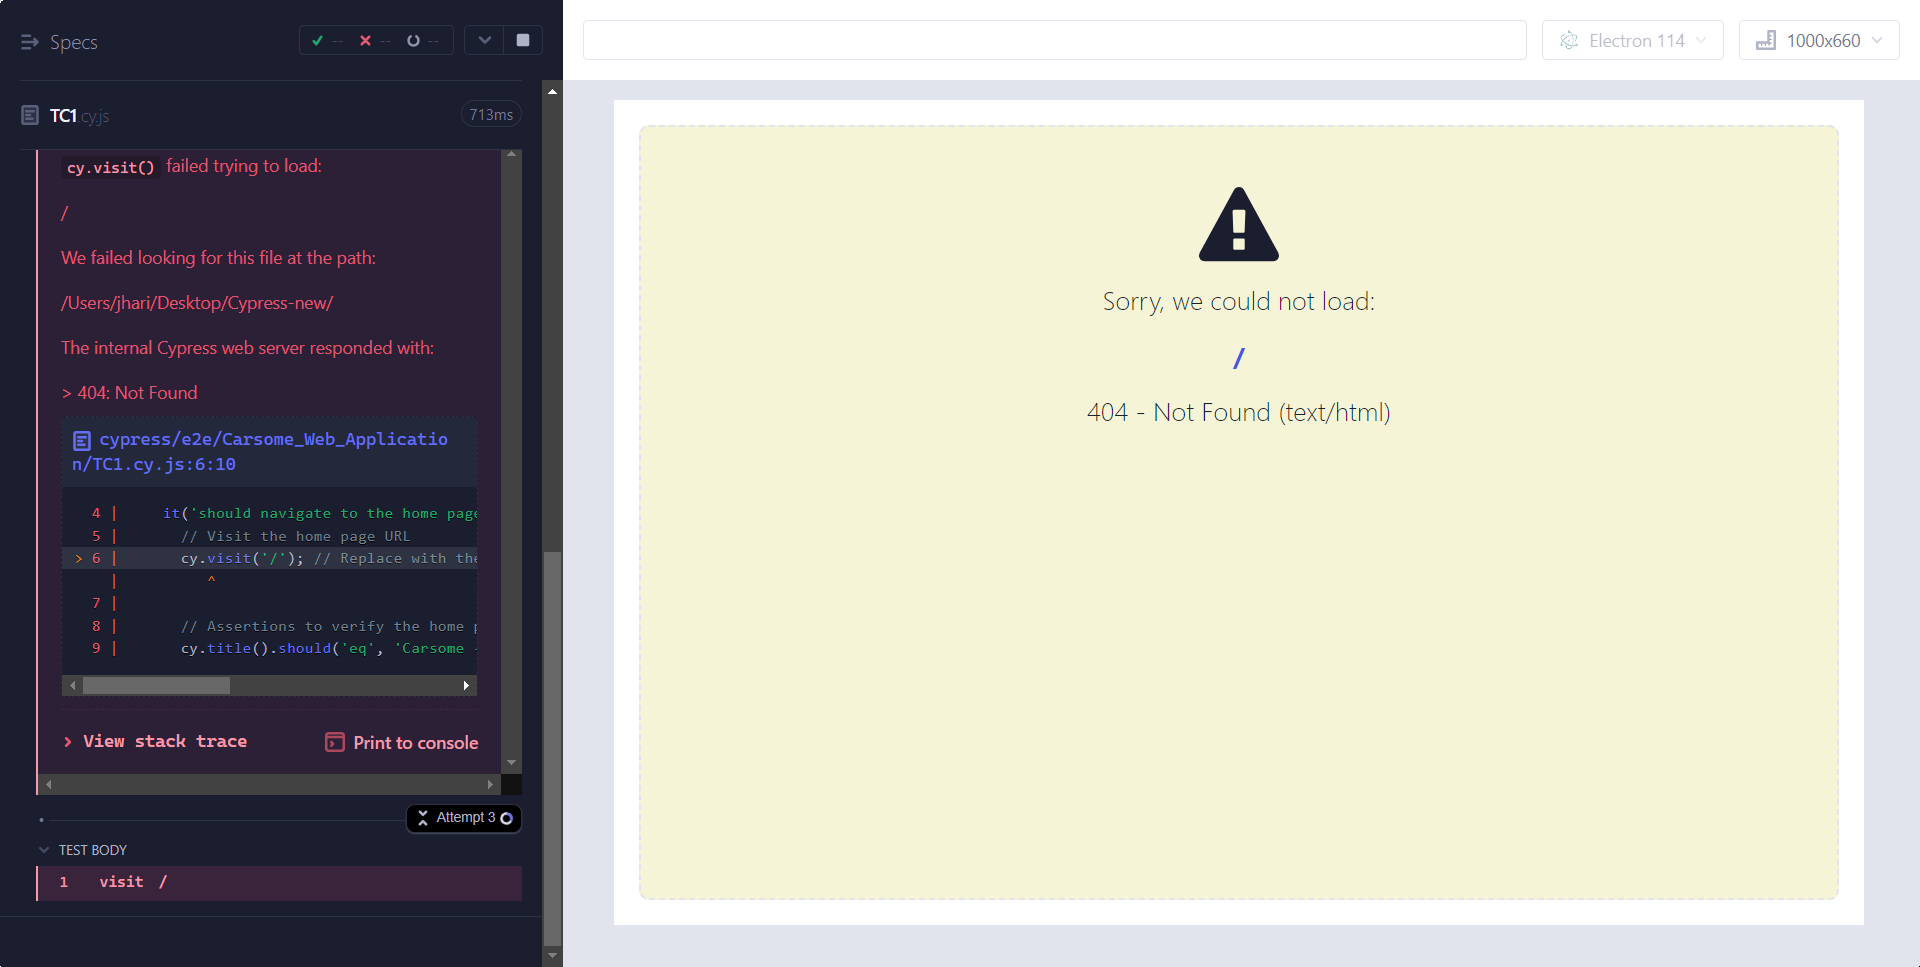 Specs
-- -- --
Electron 114
1000x660
TC1.cy.js
713ms
cy.visit() failed trying to load:
/
We failed looking for this file at the path:
/Users/jhari/Desktop/Cypress-new/
The internal Cypress web server responded with:
> 404: Not Found
cypress/e2e/Carsome_Web_Applicatio
n/TC1.cy.js:6:10
4 | it('should navigate to the home page
5 | // Visit the home page URL
> 6 | cy.visit('/'); // Replace with the
| ^
7 |
8 | // Assertions to verify the home p
9 | cy.title().should('eq', 'Carsome -
View stack trace
Print to console
Attempt 3
TEST BODY
1 visit /
Sorry, we could not load:
/
404 - Not Found (text/html)